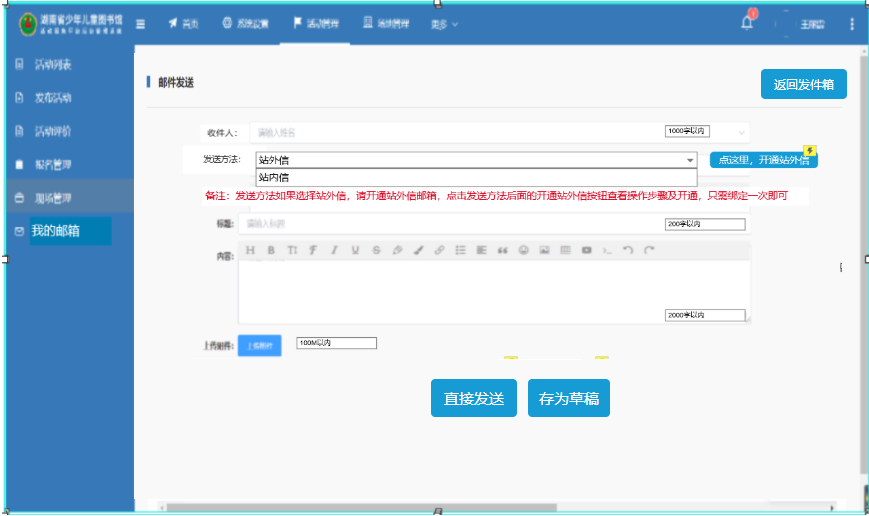 湖南省少年儿童图书馆
首页
系统设置
活动管理
场地管理
更多
活动列表
发布活动
活动评价
报名管理
现场管理
我的邮箱
邮件发送
返回发件箱
收件人:
请输入姓名
1000字以内
发送方法:
站外信
点这里，开通站外信
站内信
备注：发送方法如果选择站外信，请开通站外信邮箱，点击发送方法后面的开通站外信按钮查看操作步骤及开通，只需绑定一次即可
标题:
请输入标题
200字以内
内容:
H B
2000字以内
上传附件:
上传附件
100M以内
直接发送
存为草稿